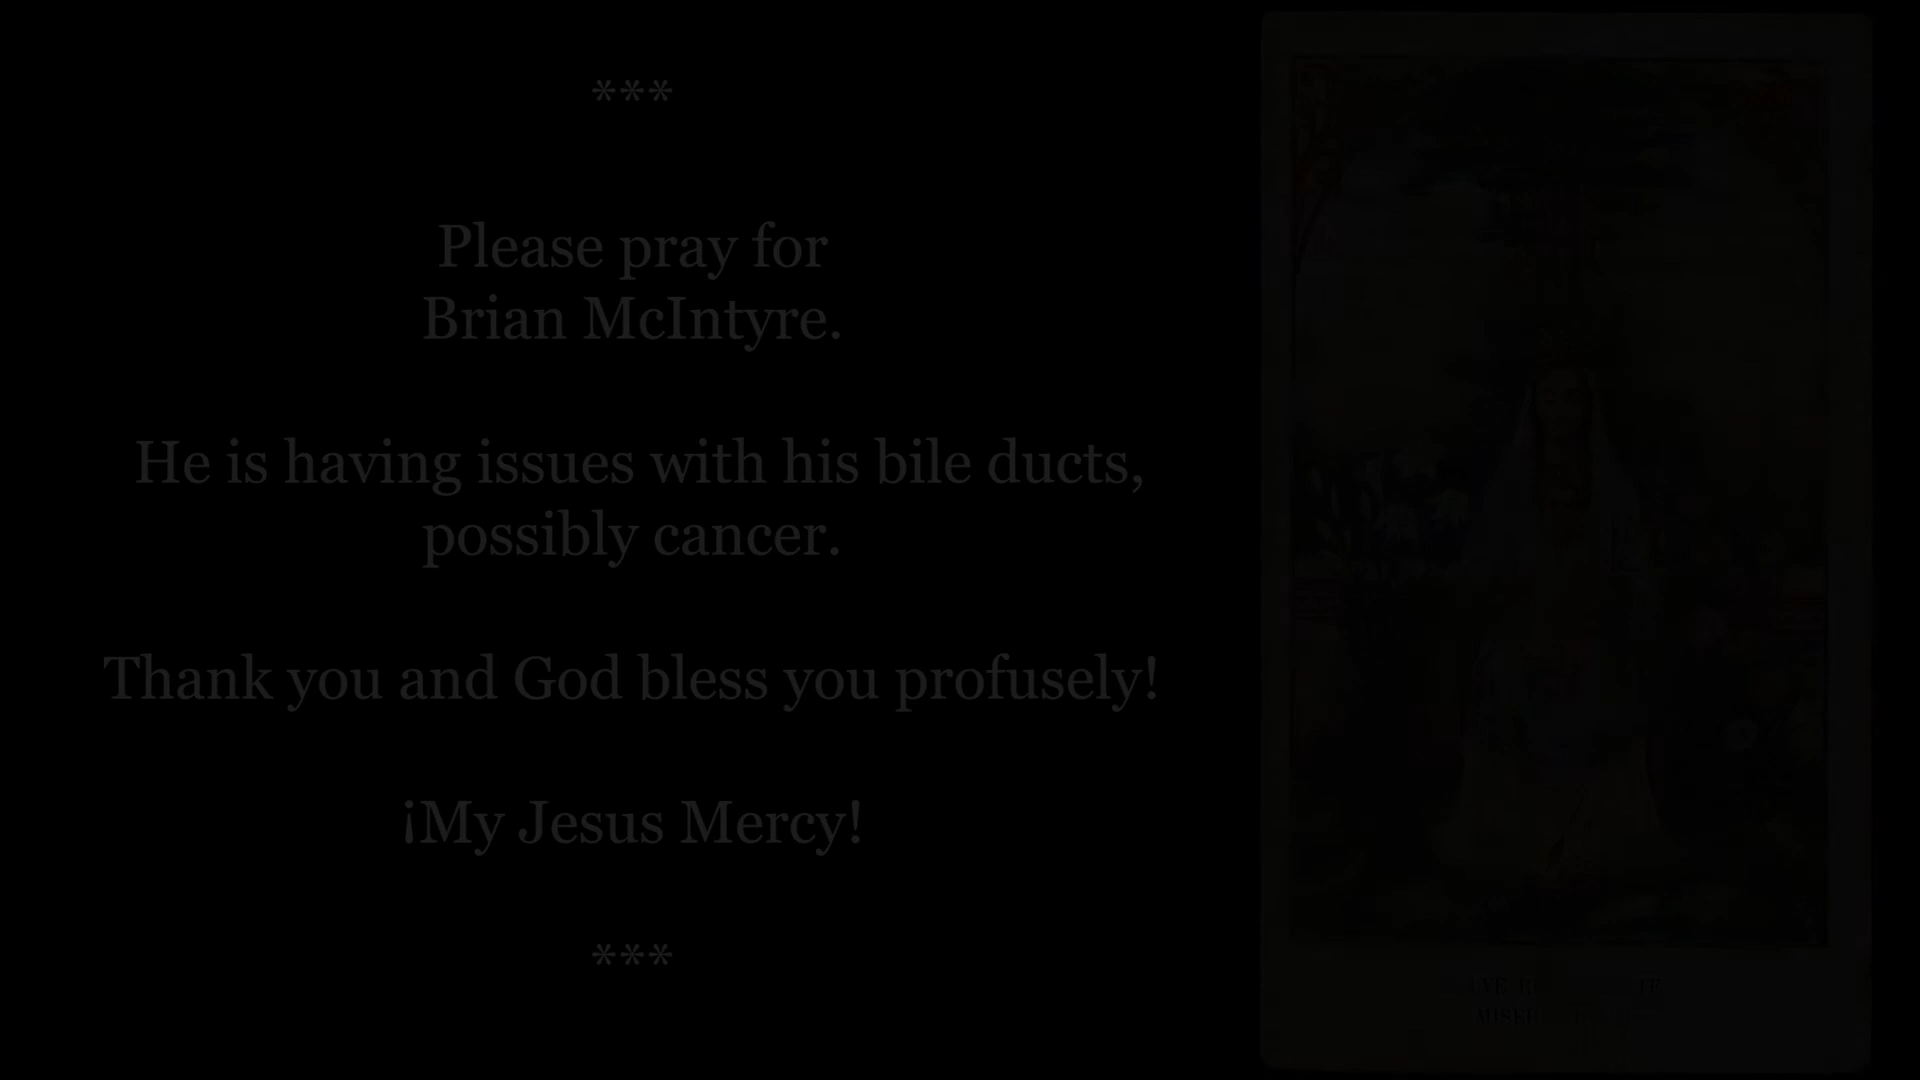 ***
Please pray for
Brian McIntyre.
He is having issues with his bile ducts,
possibly cancer.
Thank you and God bless you profusely!
¡My Jesus Mercy!
***